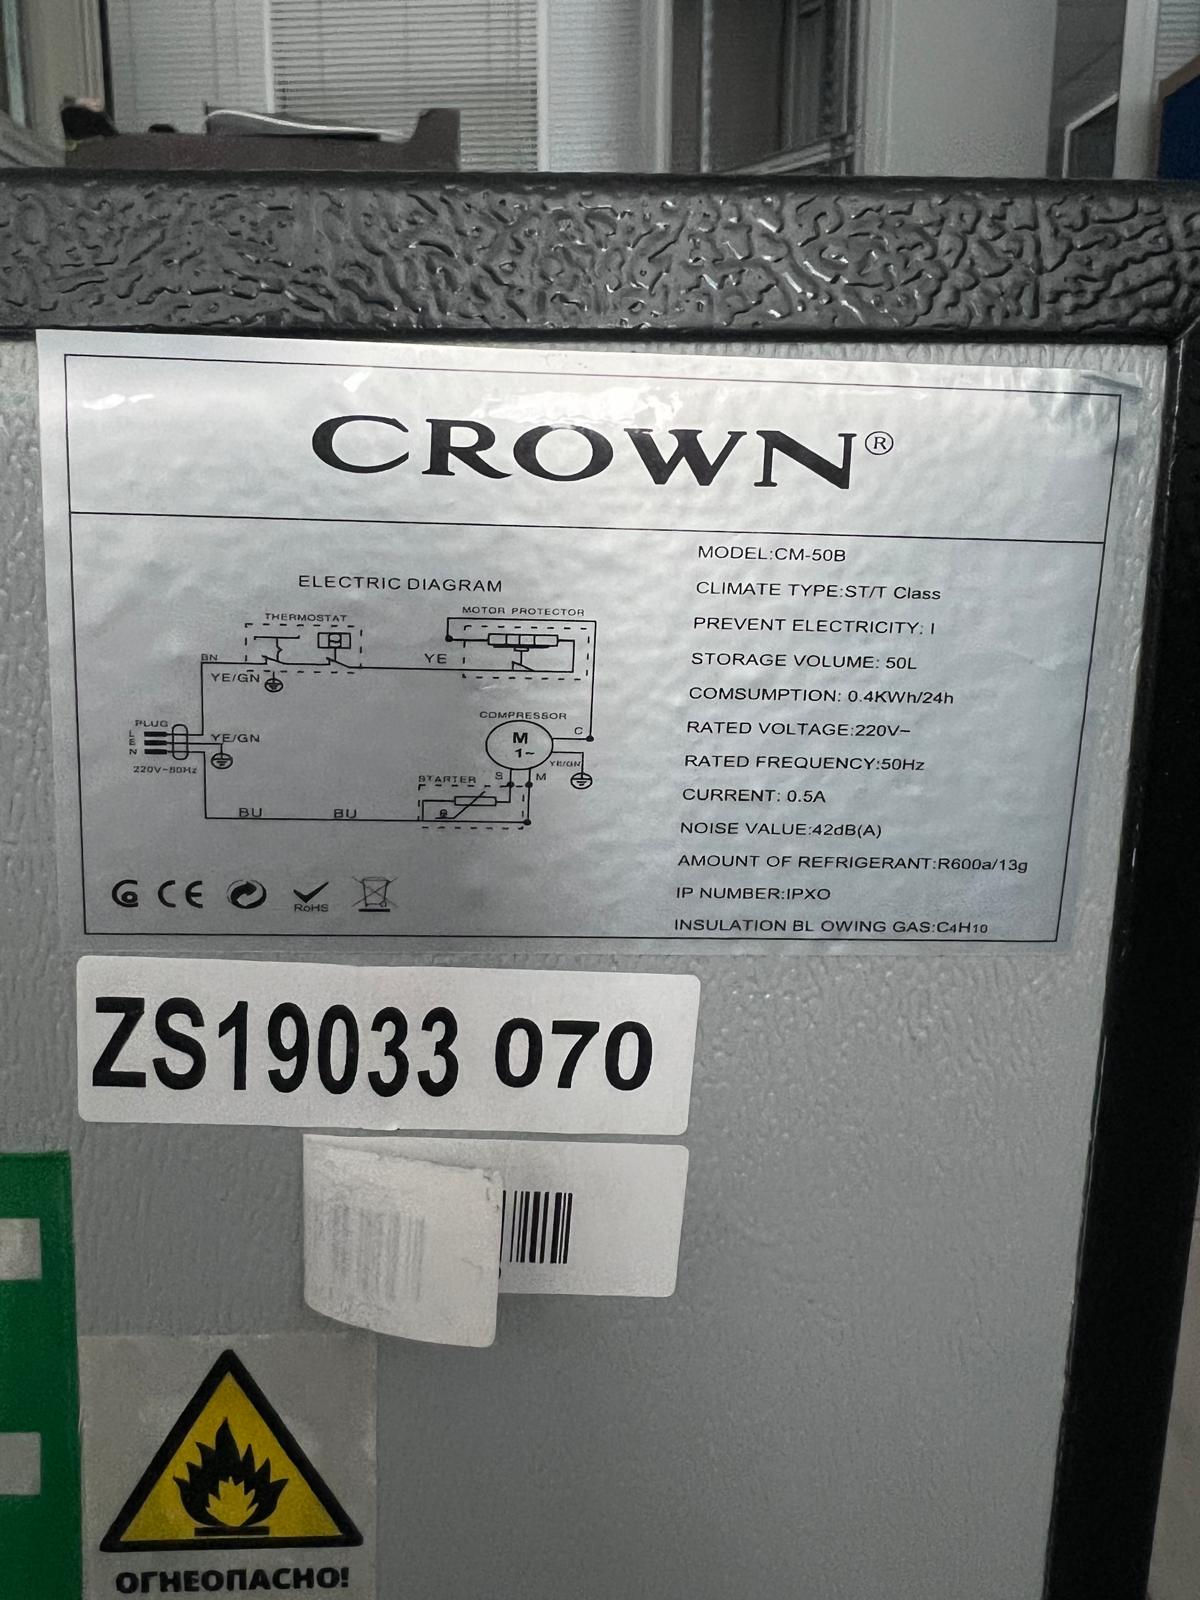 CROWN®
ELECTRIC DIAGRAM
THERMOSTAT
MOTOR PROTECTOR
BN
YE/GN
YE
PLUG
L
E
N
YE/GN
220V~50Hz
COMPRESSOR
M
1~
C
YE/GN
S
M
STARTER
BU
BU
CE
RoHS
MODEL:CM-50B
CLIMATE TYPE:ST/T Class
PREVENT ELECTRICITY: I
STORAGE VOLUME: 50L
COMSUMPTION: 0.4KWh/24h
RATED VOLTAGE:220V~
RATED FREQUENCY:50Hz
CURRENT: 0.5A
NOISE VALUE:42dB(A)
AMOUNT OF REFRIGERANT:R600a/13g
IP NUMBER:IPXO
INSULATION BL OWING GAS:C4H10
ZS19033 070
ОГНЕОПАСНО!